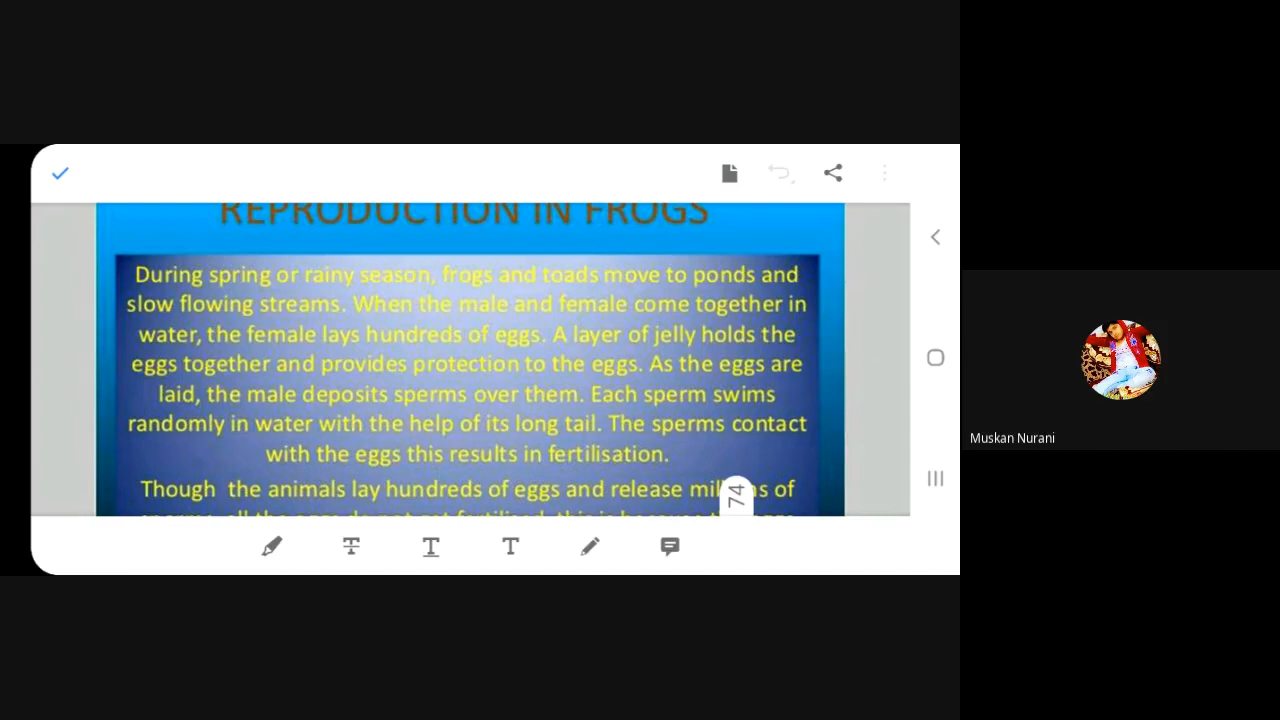 REPRODUCTION IN FROGS
During spring or rainy season, frogs and toads move to ponds and
slow flowing streams. When the male and female come together in
water, the female lays hundreds of eggs. A layer of jelly holds the
eggs together and provides protection to the eggs. As the eggs are
laid, the male deposits sperms over them. Each sperm swims
randomly in water with the help of its long tail. The sperms contact
with the eggs this results in fertilisation.
Though the animals lay hundreds of eggs and release of
74
Muskan Nurani